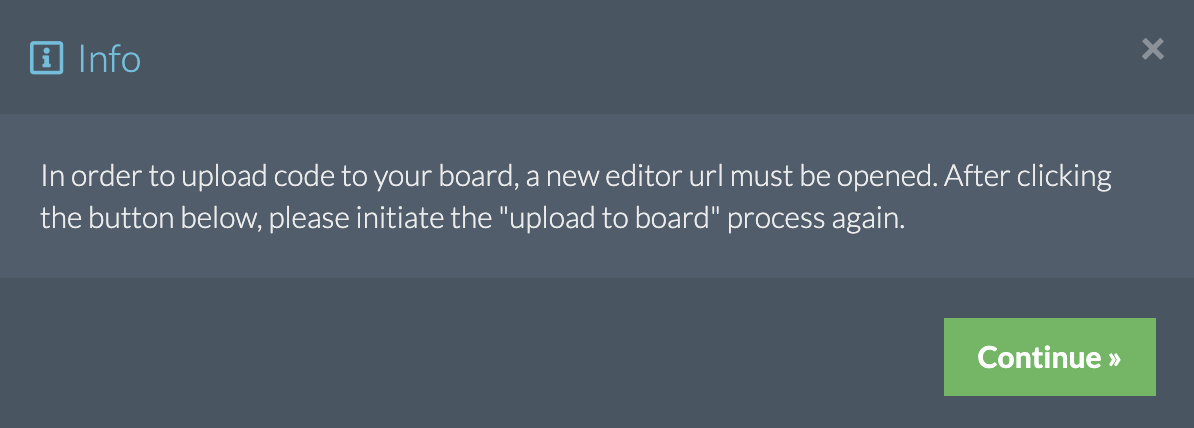 Info
In order to upload code to your board, a new editor url must be opened. After clicking
the button below, please initiate the "upload to board" process again.
Continue »